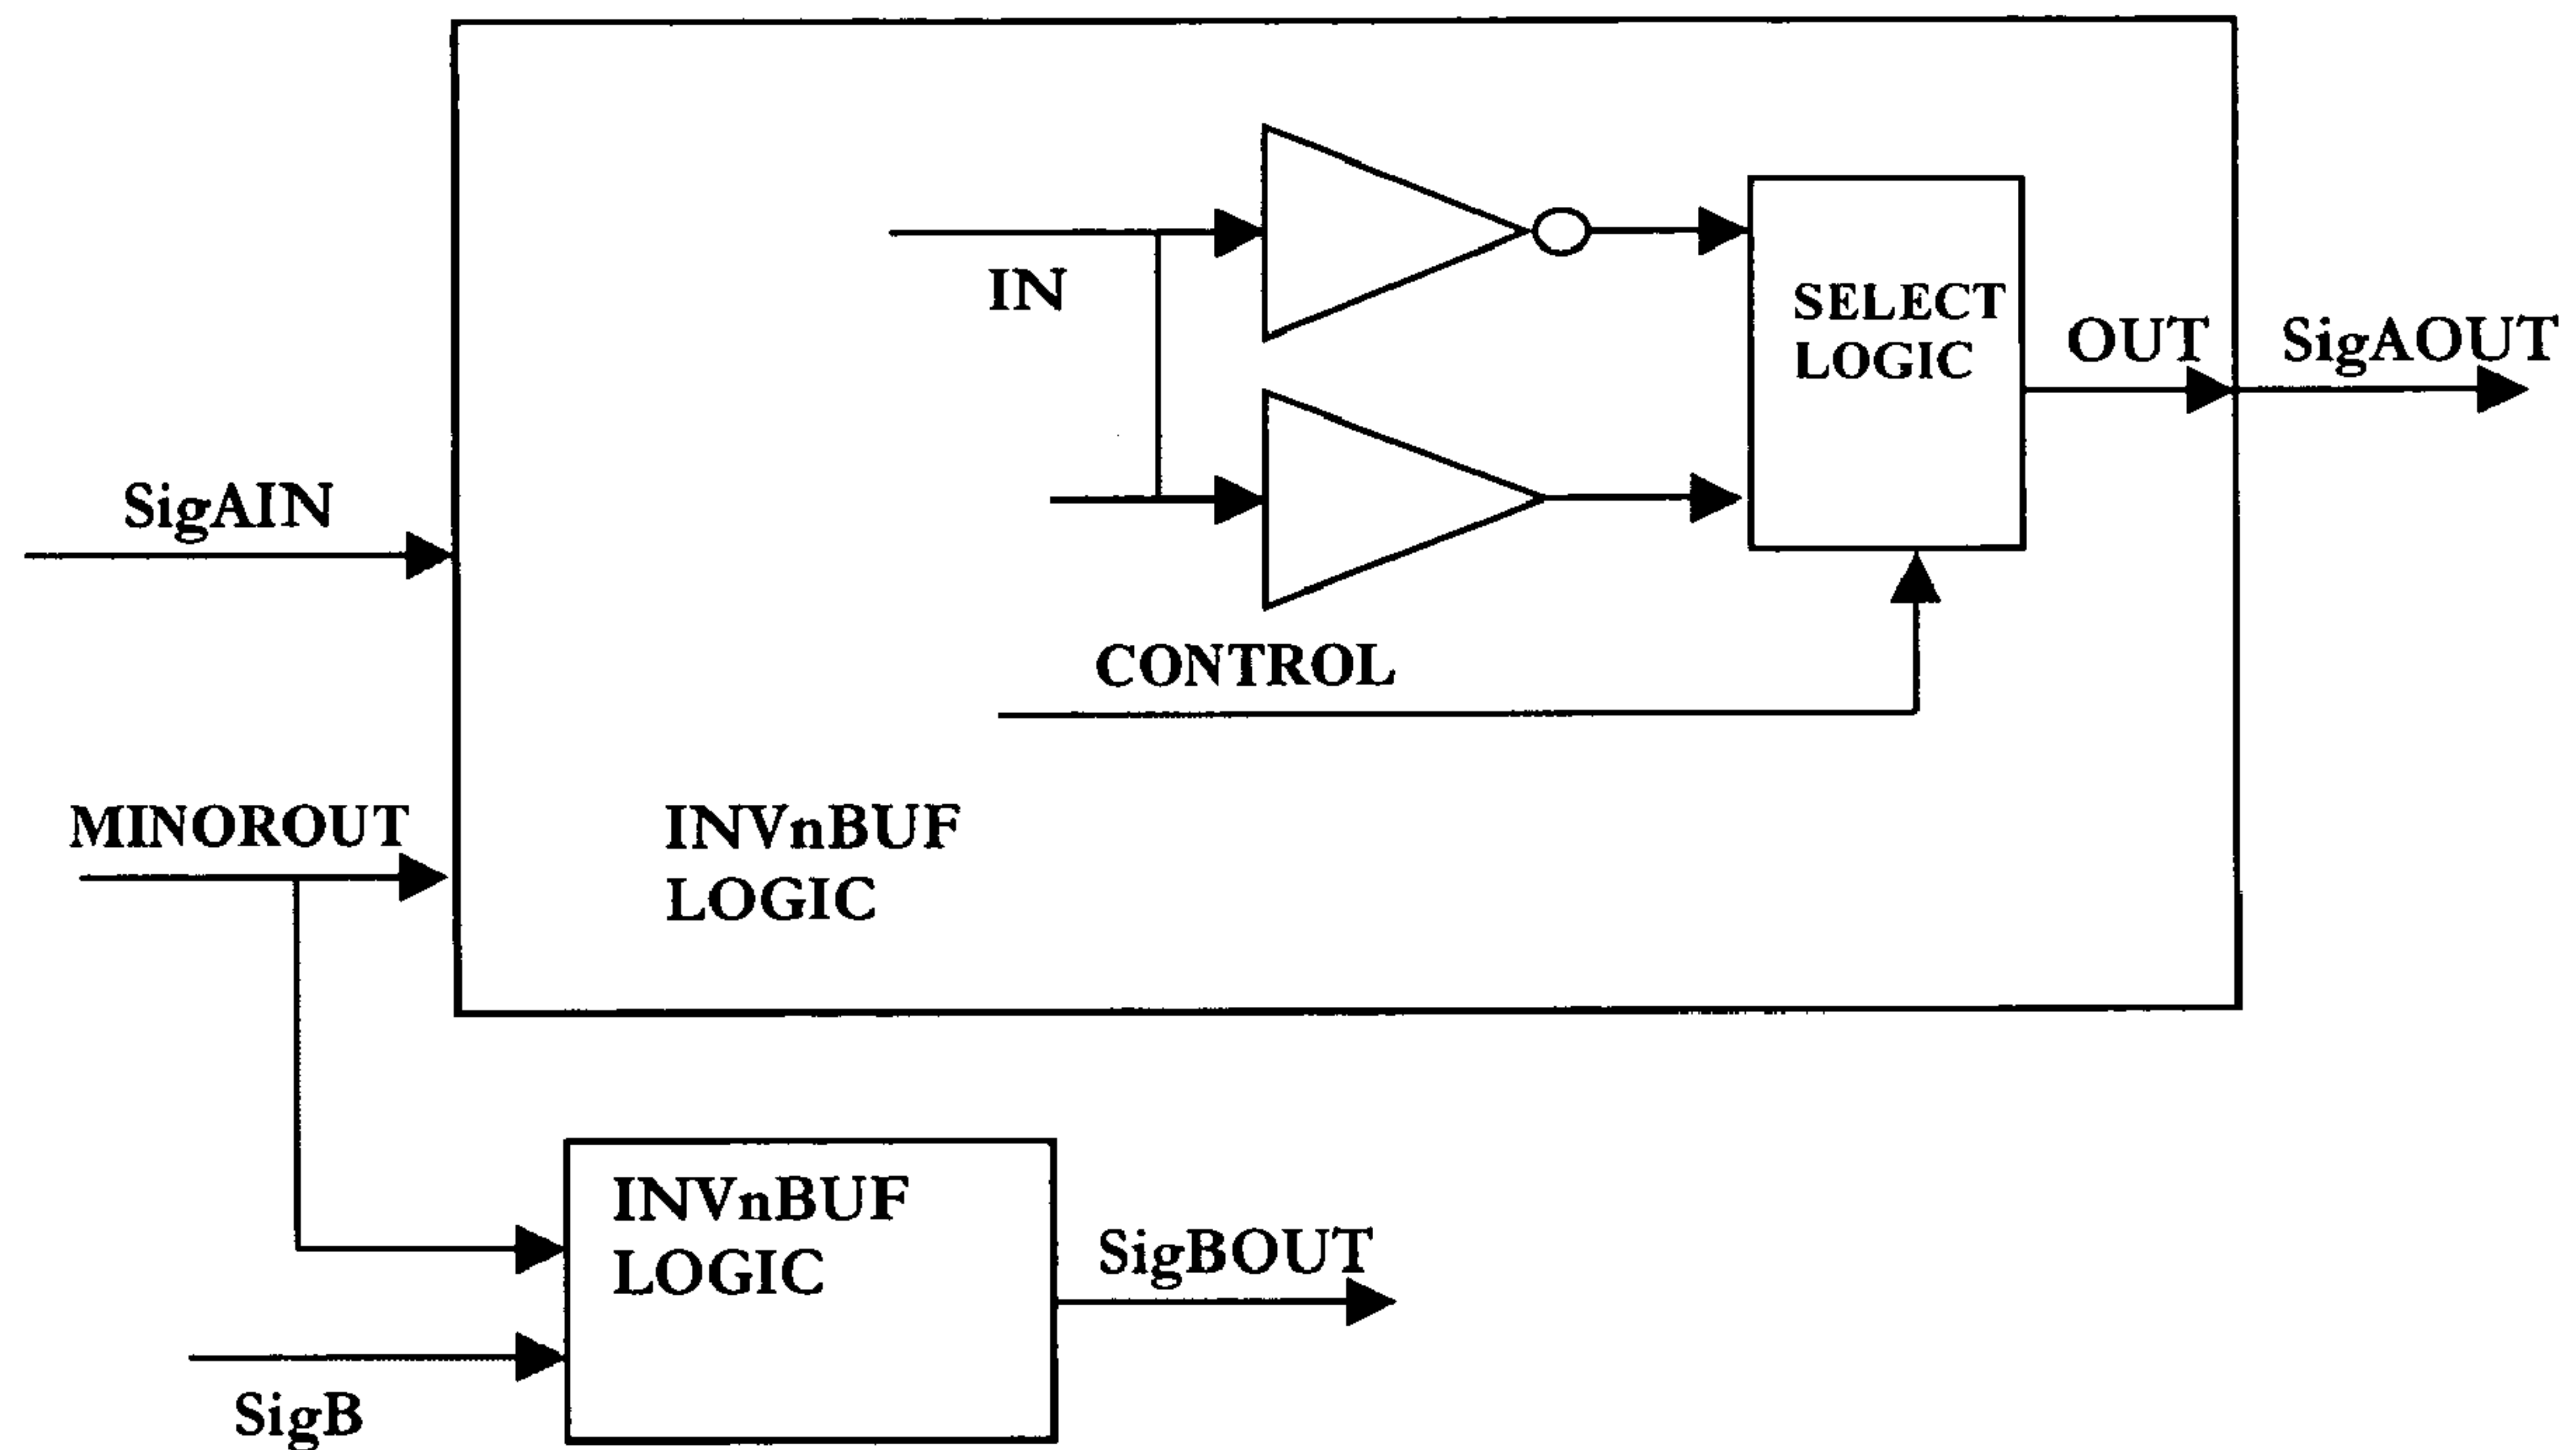 IN
SELECT
LOGIC
OUT
SigAOUT
SigAIN
CONTROL
MINOROUT
INVnBUF
LOGIC
INVnBUF
LOGIC
SigBOUT
SigB